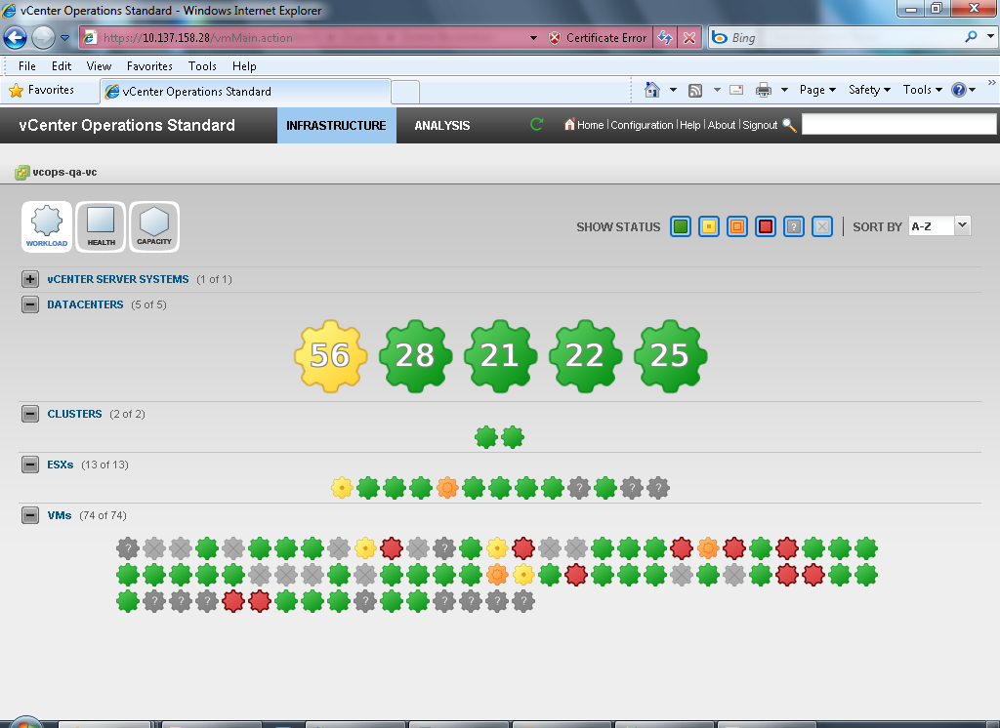 vCenter Operations Standard - Windows Internet Explorer
https://10.137.158.28/vmMain.action Certificate Error Bing
File Edit View Favorites Tools Help
Favorites vCenter Operations Standard Page Safety Tools
vCenter Operations Standard INFRASTRUCTURE ANALYSIS Home | Configuration | Help | About | Signout
vcops-qa-vc
WORKLOAD HEALTH CAPACITY SHOW STATUS ? SORT BY A-Z
vCENTER SERVER SYSTEMS (1 of 1)
DATACENTERS (5 of 5)
56 28 21 22 25
CLUSTERS (2 of 2)
ESXs (13 of 13)
? ? ?
VMs (74 of 74)
? ?
? ? ? ? ? ? ? ?